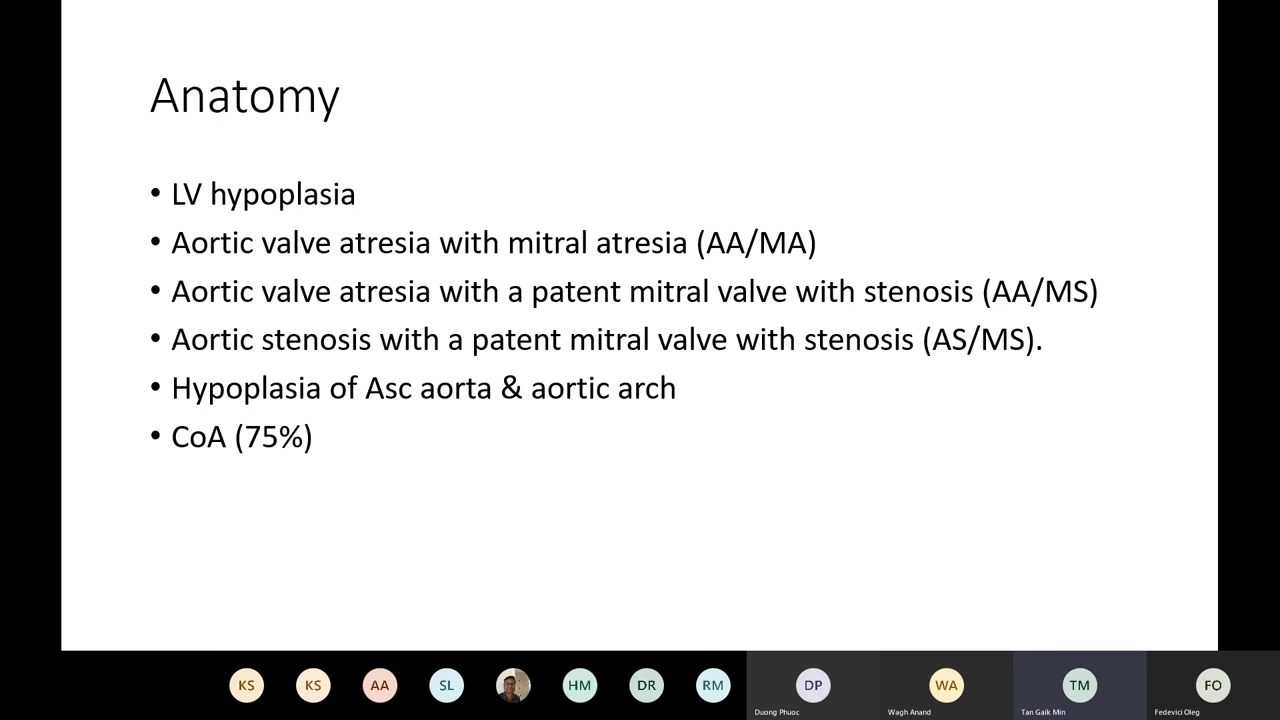 Anatomy
• LV hypoplasia
• Aortic valve atresia with mitral atresia (AA/MA)
• Aortic valve atresia with a patent mitral valve with stenosis (AA/MS)
• Aortic stenosis with a patent mitral valve with stenosis (AS/MS).
• Hypoplasia of Asc aorta & aortic arch
• CoA (75%)
KS KS AA SL HM DR RM DP WA TM FO
Duong Phuoc Wagh Anand Tan Gaik Min Fedevici Oleg